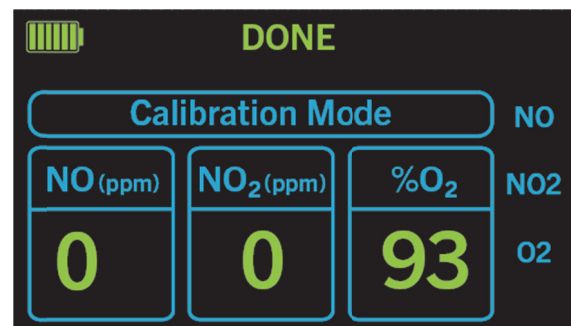 DONE
Calibration Mode
NO
NO (ppm) NO₂ (ppm) %O₂
NO2
0 0 93
O2